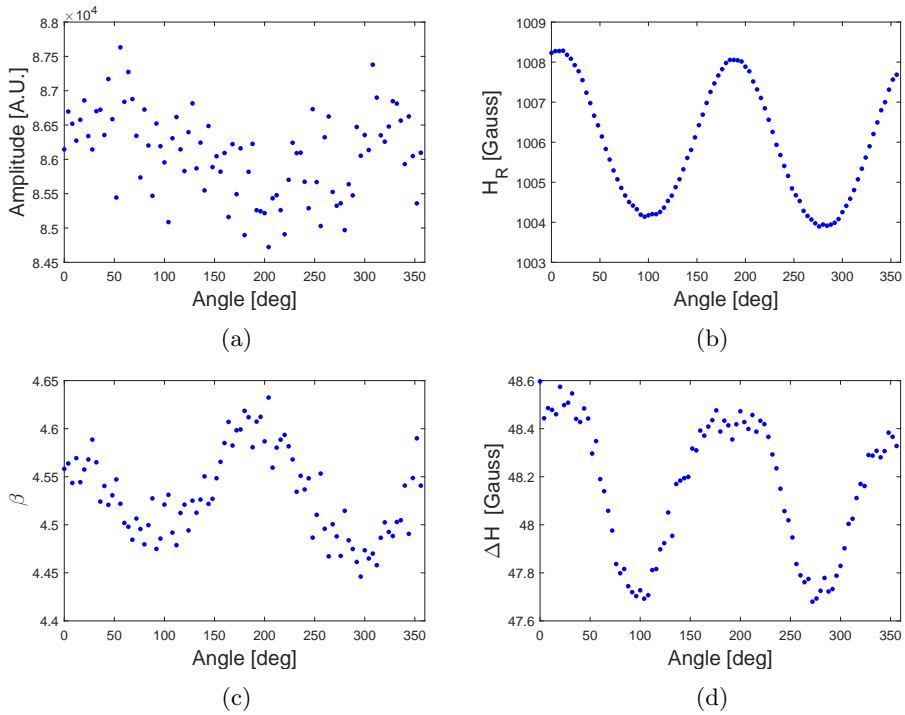 × 10⁴
8.8
8.75
8.7
8.65
8.6
8.55
8.5
8.45
0 50 100 150 200 250 300 350
Amplitude [A.U.]
Angle [deg]
(a)
1009
1008
1007
1006
1005
1004
1003
0 50 100 150 200 250 300 350
H_R [Gauss]
Angle [deg]
(b)
4.65
4.6
4.55
4.5
4.45
4.4
0 50 100 150 200 250 300 350
β
Angle [deg]
(c)
48.6
48.4
48.2
48
47.8
47.6
0 50 100 150 200 250 300 350
ΔH [Gauss]
Angle [deg]
(d)